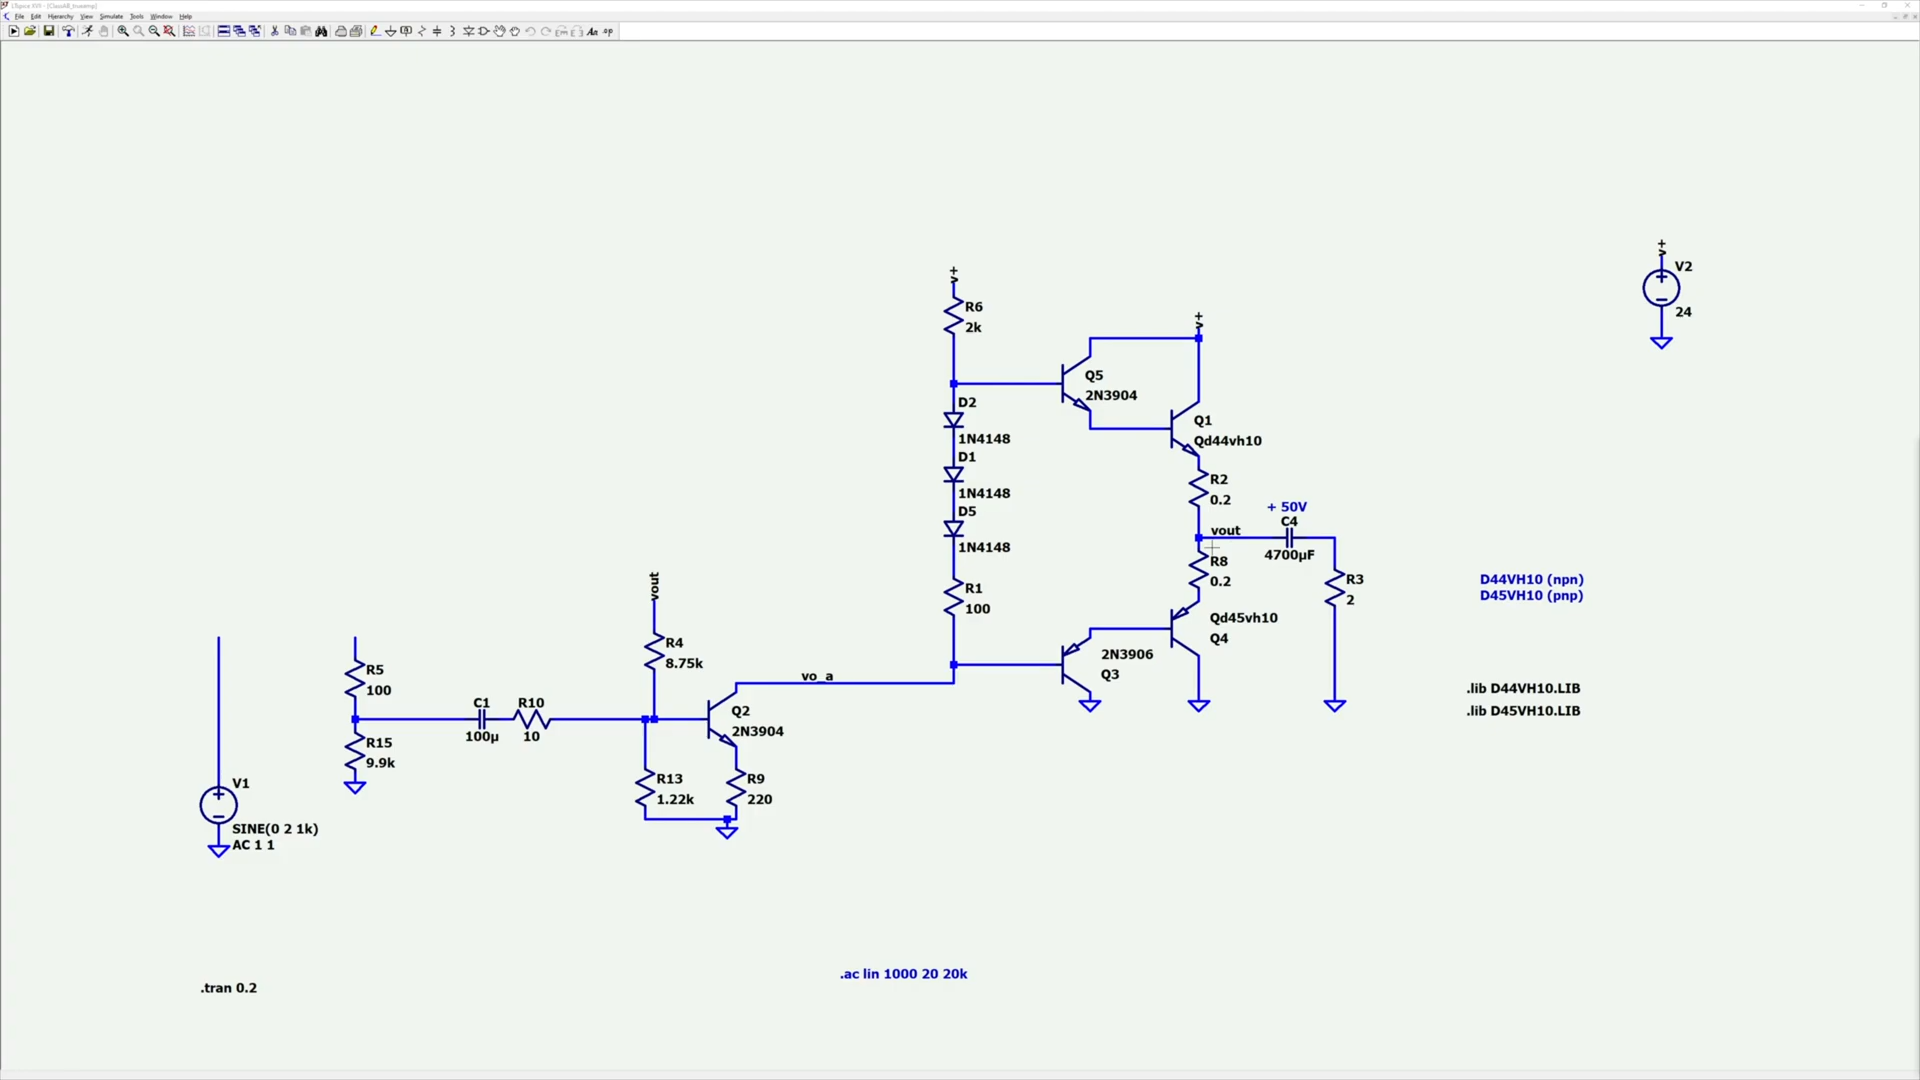 LTspice XVII - [ClassAB_trueamp]
File Edit Hierarchy View Simulate Tools Window Help
V+
V2
24
V+
R6
2k
V+
Q5
2N3904
D2
1N4148
D1
1N4148
D5
1N4148
Q1
Qd44vh10
R2
0.2
+ 50V
C4
4700µF
vout
R8
0.2
R3
2
D44VH10 (npn)
D45VH10 (pnp)
R1
100
Qd45vh10
Q4
2N3906
Q3
vout
R4
8.75k
vo_a
R5
100
C1
100µ
R10
10
Q2
2N3904
.lib D44VH10.LIB
.lib D45VH10.LIB
R15
9.9k
R13
1.22k
R9
220
V1
SINE(0 2 1k)
AC 1 1
.ac lin 1000 20 20k
.tran 0.2